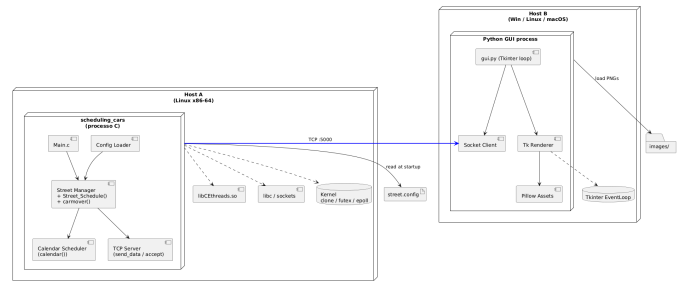 Host B
(Win / Linux / macOS)
Python GUI process
gui.py (Tkinter loop)
load PNGs
Host A
(Linux x86-64)
scheduling_cars
(processo C)
Main.c
Config Loader
TCP :5000
Socket Client
Tk Renderer
images/
read at startup
Street Manager
+ Street_Schedule()
+ carmover()
libCEthreads.so
libc / sockets
Kernel
clone / futex / epoll
street.config
Pillow Assets
Tkinter EventLoop
Calendar Scheduler
(calendar())
TCP Server
(send_data / accept)